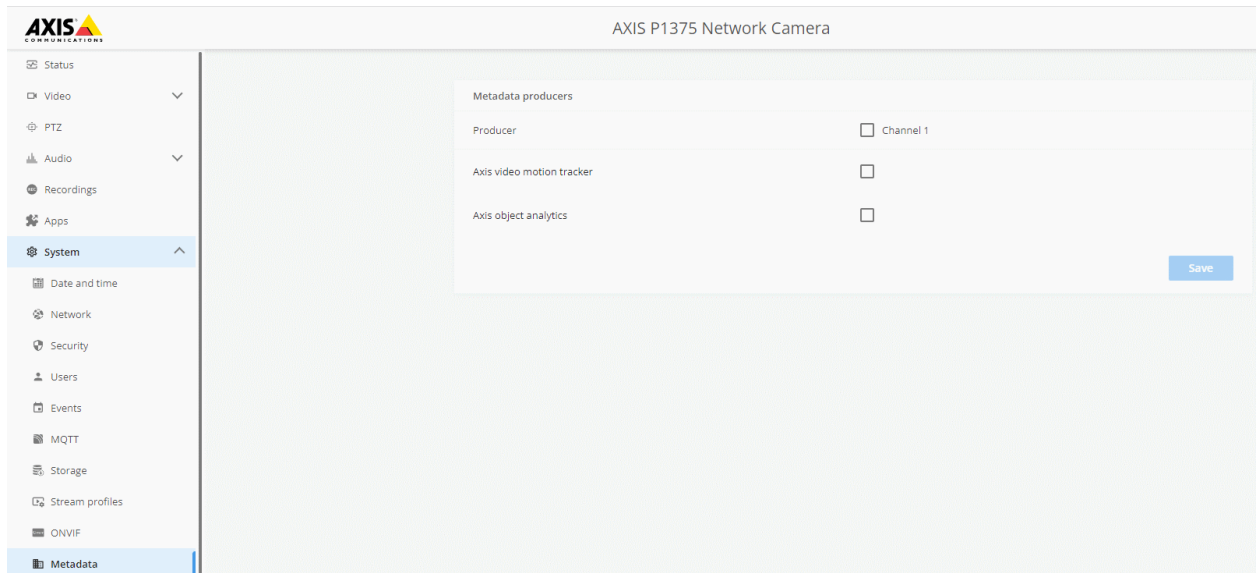 AXIS
COMMUNICATIONS
AXIS P1375 Network Camera
Status
Video
PTZ
Audio
Recordings
Apps
System
Date and time
Network
Security
Users
Events
MQTT
Storage
Stream profiles
ONVIF
Metadata
Metadata producers
Producer
Channel 1
Axis video motion tracker
Axis object analytics
Save